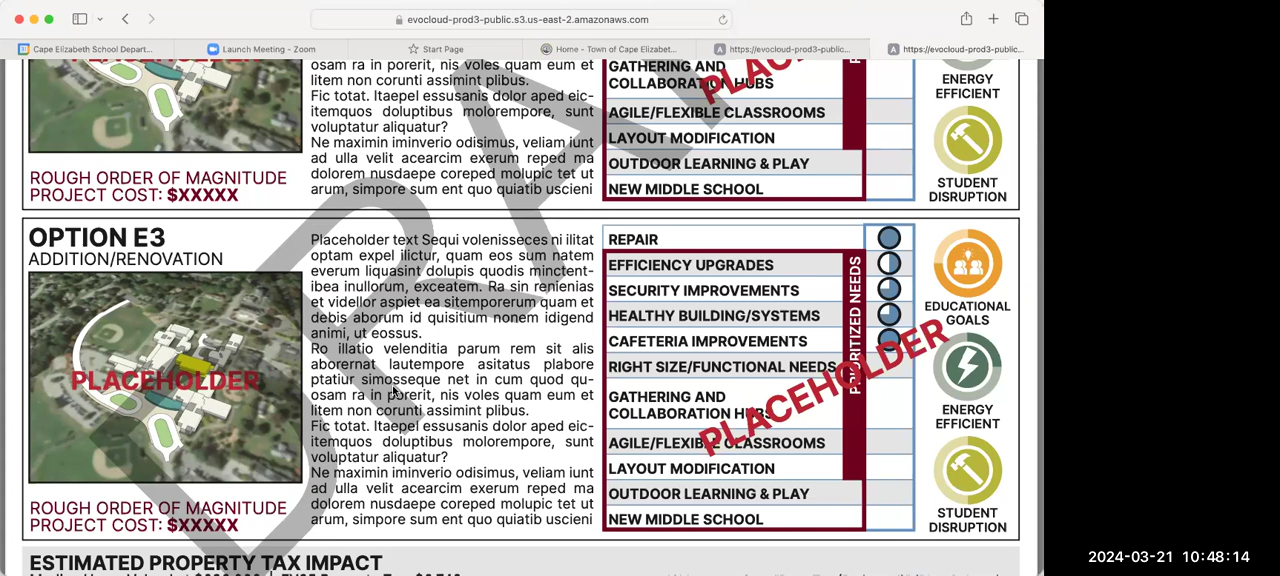 evocloud-prod3-public.s3.us-east-2.amazonaws.com
Cape Elizabeth School Depart...
Launch Meeting - Zoom
Start Page
Home - Town of Cape Elizabet...
https://evocloud-prod3-public...
https://evocloud-prod3-public...
PLACEHOLDER
ROUGH ORDER OF MAGNITUDE
PROJECT COST: $XXXXX
osam ra in porerit, nis voles quam eum et
litem non corunti assimint plibus.
Fic totat. Itaepel essusanis dolor aped eic-
itemquos doluptibus molorempore, sunt
voluptatur aliquatur?
Ne maximin iminverio odisimus, veliam iunt
ad ulla velit acearcim exerum reped ma
dolorem nusdaepe coreped molupic tet ut
arum, simpore sum ent quo quiatib uscieni
GATHERING AND
COLLABORATION HUBS
AGILE/FLEXIBLE CLASSROOMS
LAYOUT MODIFICATION
OUTDOOR LEARNING & PLAY
NEW MIDDLE SCHOOL
ENERGY
EFFICIENT
STUDENT
DISRUPTION
OPTION E3
ADDITION/RENOVATION
PLACEHOLDER
ROUGH ORDER OF MAGNITUDE
PROJECT COST: $XXXXX
Placeholder text Sequi volenisseces ni ilitat
optam expel ilictur, quam eos sum natem
everum liquasint dolupis quodis minctent-
ibea inullorum, exceatem. Ra sin renienias
et videllor aspiet ea sitemporerum quam et
debis aborum id quisitium nonem idigend
animi, ut eossus.
Ro illatio velenditia parum rem sit alis
aborernat lautempore asitatus plabore
ptatiur simosseque net in cum quod qu-
osam ra in porerit, nis voles quam eum et
litem non corunti assimint plibus.
Fic totat. Itaepel essusanis dolor aped eic-
itemquos doluptibus molorempore, sunt
voluptatur aliquatur?
Ne maximin iminverio odisimus, veliam iunt
ad ulla velit acearcim exerum reped ma
dolorem nusdaepe coreped molupic tet ut
arum, simpore sum ent quo quiatib uscieni
REPAIR
EFFICIENCY UPGRADES
SECURITY IMPROVEMENTS
HEALTHY BUILDING/SYSTEMS
CAFETERIA IMPROVEMENTS
RIGHT SIZE/FUNCTIONAL NEEDS
GATHERING AND
COLLABORATION HUBS
AGILE/FLEXIBLE CLASSROOMS
LAYOUT MODIFICATION
OUTDOOR LEARNING & PLAY
NEW MIDDLE SCHOOL
PRIORITIZED NEEDS
PLACEHOLDER
EDUCATIONAL
GOALS
ENERGY
EFFICIENT
STUDENT
DISRUPTION
ESTIMATED PROPERTY TAX IMPACT
2024-03-21 10:48:14